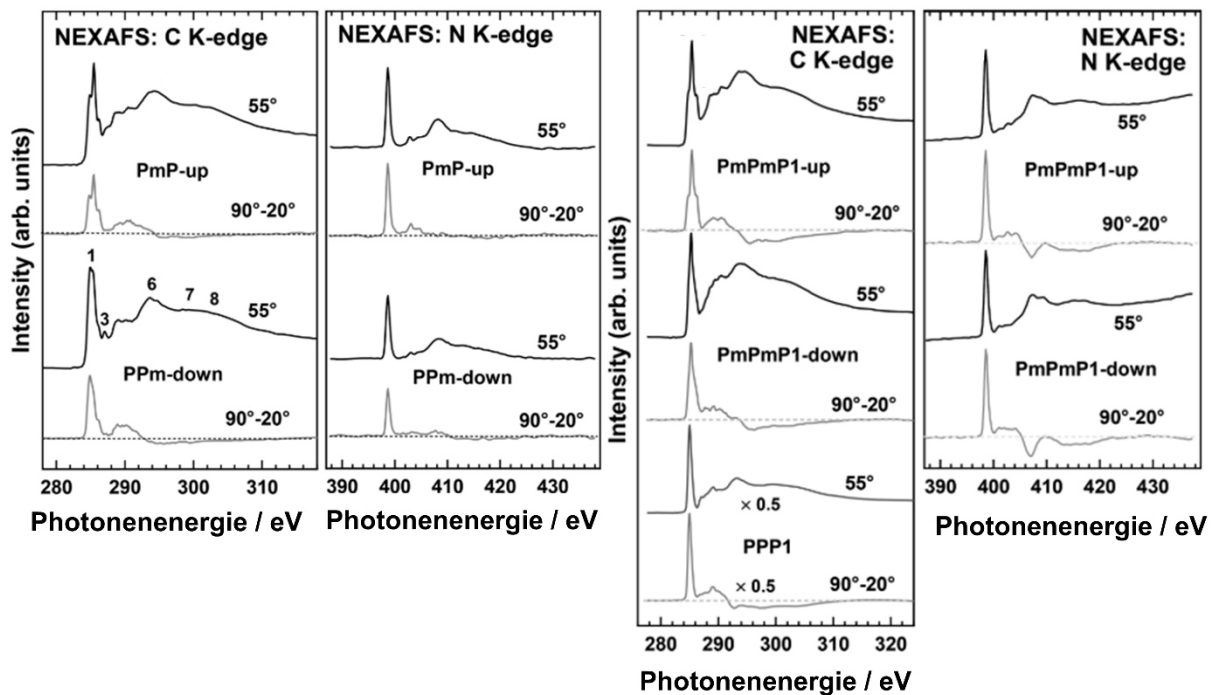 NEXAFS: C K-edge
55°
PmP-up
90°-20°
1
3
6
7
8
55°
PPm-down
90°-20°
280 290 300 310
Intensity (arb. units)
Photonenenergie / eV
NEXAFS: N K-edge
55°
PmP-up
90°-20°
55°
PPm-down
90°-20°
390 400 410 420 430
Photonenenergie / eV
NEXAFS:
C K-edge
55°
PmPmP1-up
90°-20°
55°
PmPmP1-down
90°-20°
55°
× 0.5
PPP1
× 0.5
90°-20°
280 290 300 310 320
Intensity (arb. units)
Photonenenergie / eV
NEXAFS:
N K-edge
55°
PmPmP1-up
90°-20°
55°
PmPmP1-down
90°-20°
390 400 410 420 430
Photonenenergie / eV